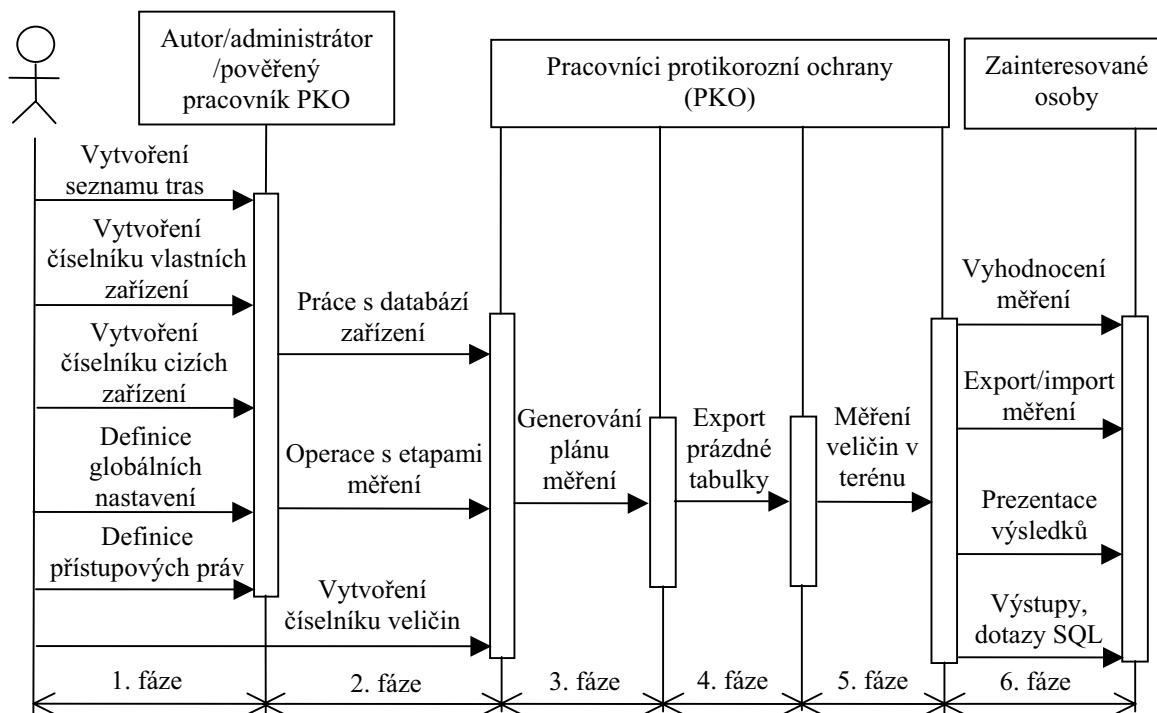 Autor/administrátor
/pověřený
pracovník PKO
Pracovníci protikorozní ochrany
(PKO)
Zainteresované
osoby
Vytvoření
seznamu tras
Vytvoření
číselníku vlastních
zařízení
Vytvoření
číselníku cizích
zařízení
Definice
globálních
nastavení
Definice
přístupových práv
Práce s databází
zařízení
Operace s etapami
měření
Vytvoření
číselníku veličin
Generování
plánu
měření
Export
prázdné
tabulky
Měření
veličin v
terénu
Vyhodnocení
měření
Export/import
měření
Prezentace
výsledků
Výstupy,
dotazy SQL
1. fáze
2. fáze
3. fáze
4. fáze
5. fáze
6. fáze